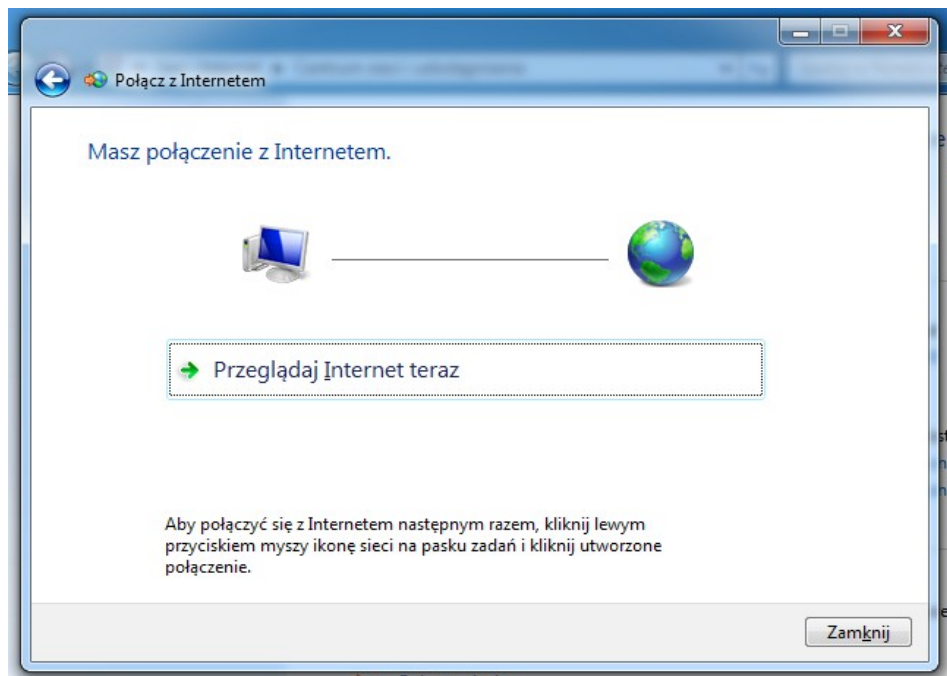 Połącz z Internetem
Masz połączenie z Internetem.
Przeglądaj Internet teraz
Aby połączyć się z Internetem następnym razem, kliknij lewym
przyciskiem myszy ikonę sieci na pasku zadań i kliknij utworzone
połączenie.
Zamknij